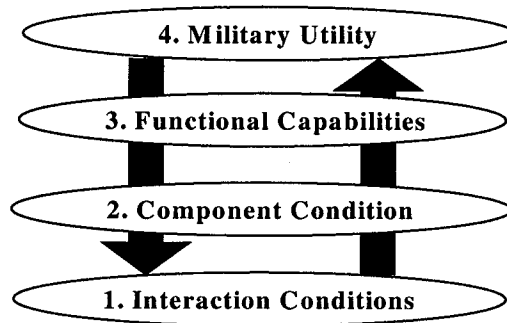 4. Military Utility
3. Functional Capabilities
2. Component Condition
1. Interaction Conditions